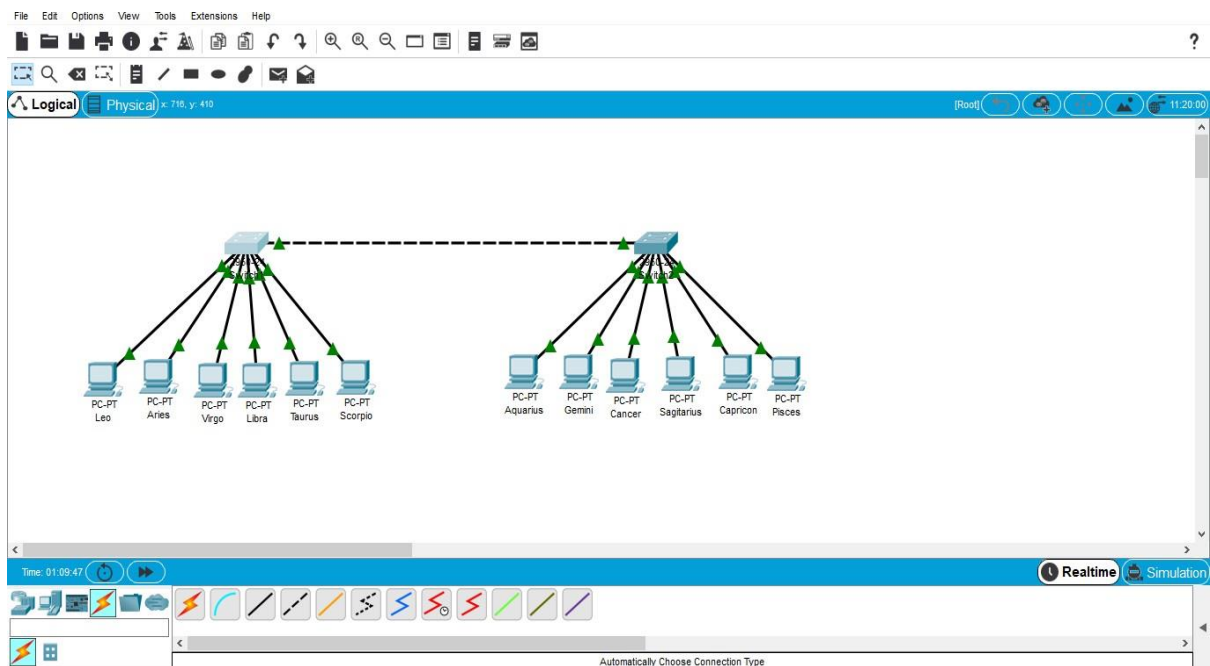 File Edit Options View Tools Extensions Help
?
Logical Physical x: 716, y: 410 [Root] 11:20:00
PC-PT PC-PT PC-PT PC-PT PC-PT PC-PT
Leo Aries Virgo Libra Taurus Scorpio
PC-PT PC-PT PC-PT PC-PT PC-PT PC-PT
Aquarius Gemini Cancer Sagitarius Capricon Pisces
Time: 01:09:47 Realtime Simulation
Automatically Choose Connection Type